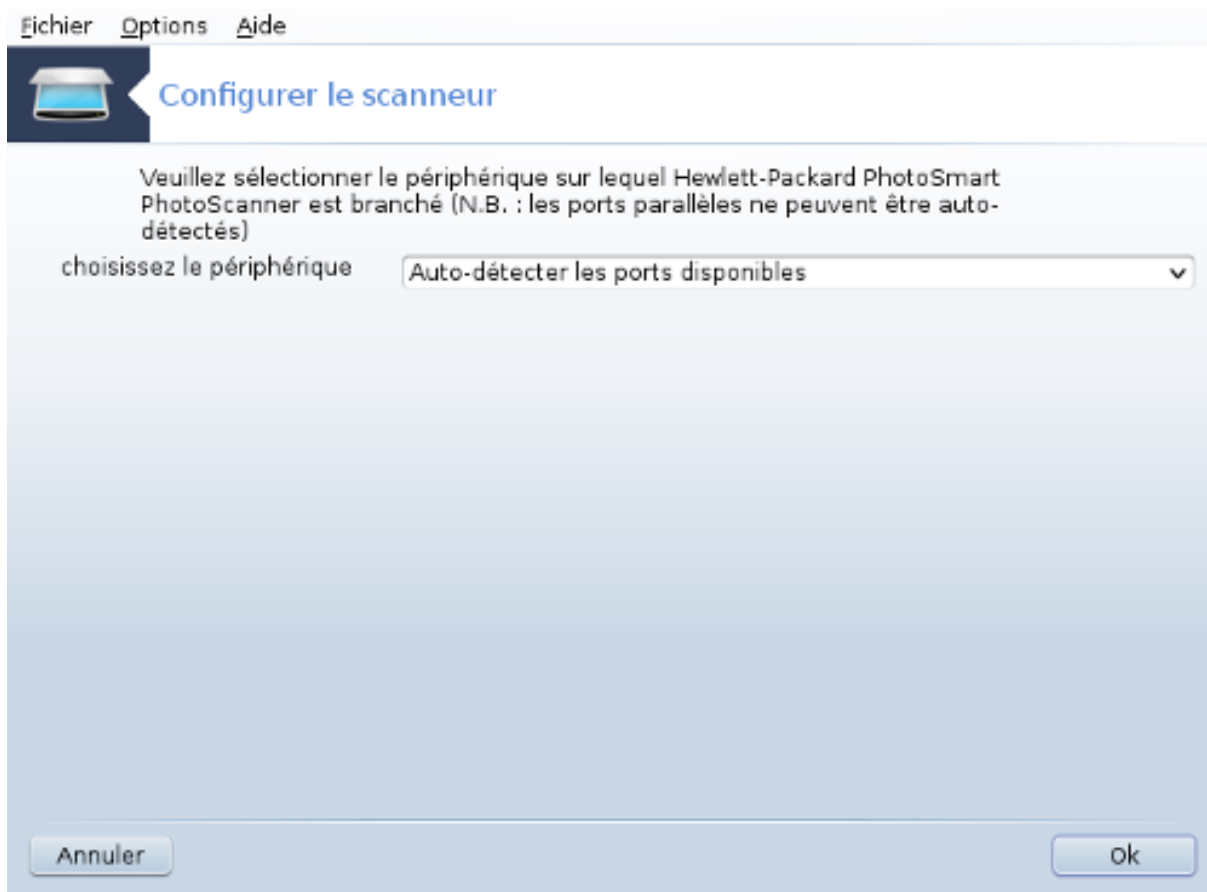 Fichier Options Aide
Configurer le scanneur
Veuillez sélectionner le périphérique sur lequel Hewlett-Packard PhotoSmart
PhotoScanner est branché (N.B. : les ports parallèles ne peuvent être auto-
détectés)
choisissez le périphérique Auto-détecter les ports disponibles
Annuler Ok